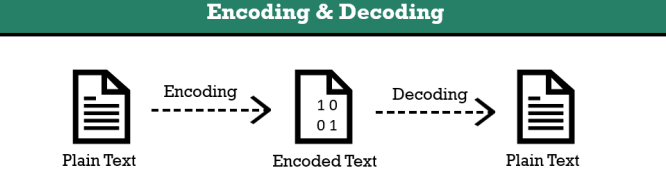 Encoding & Decoding
Encoding
Decoding
1 0
0 1
Plain Text
Encoded Text
Plain Text